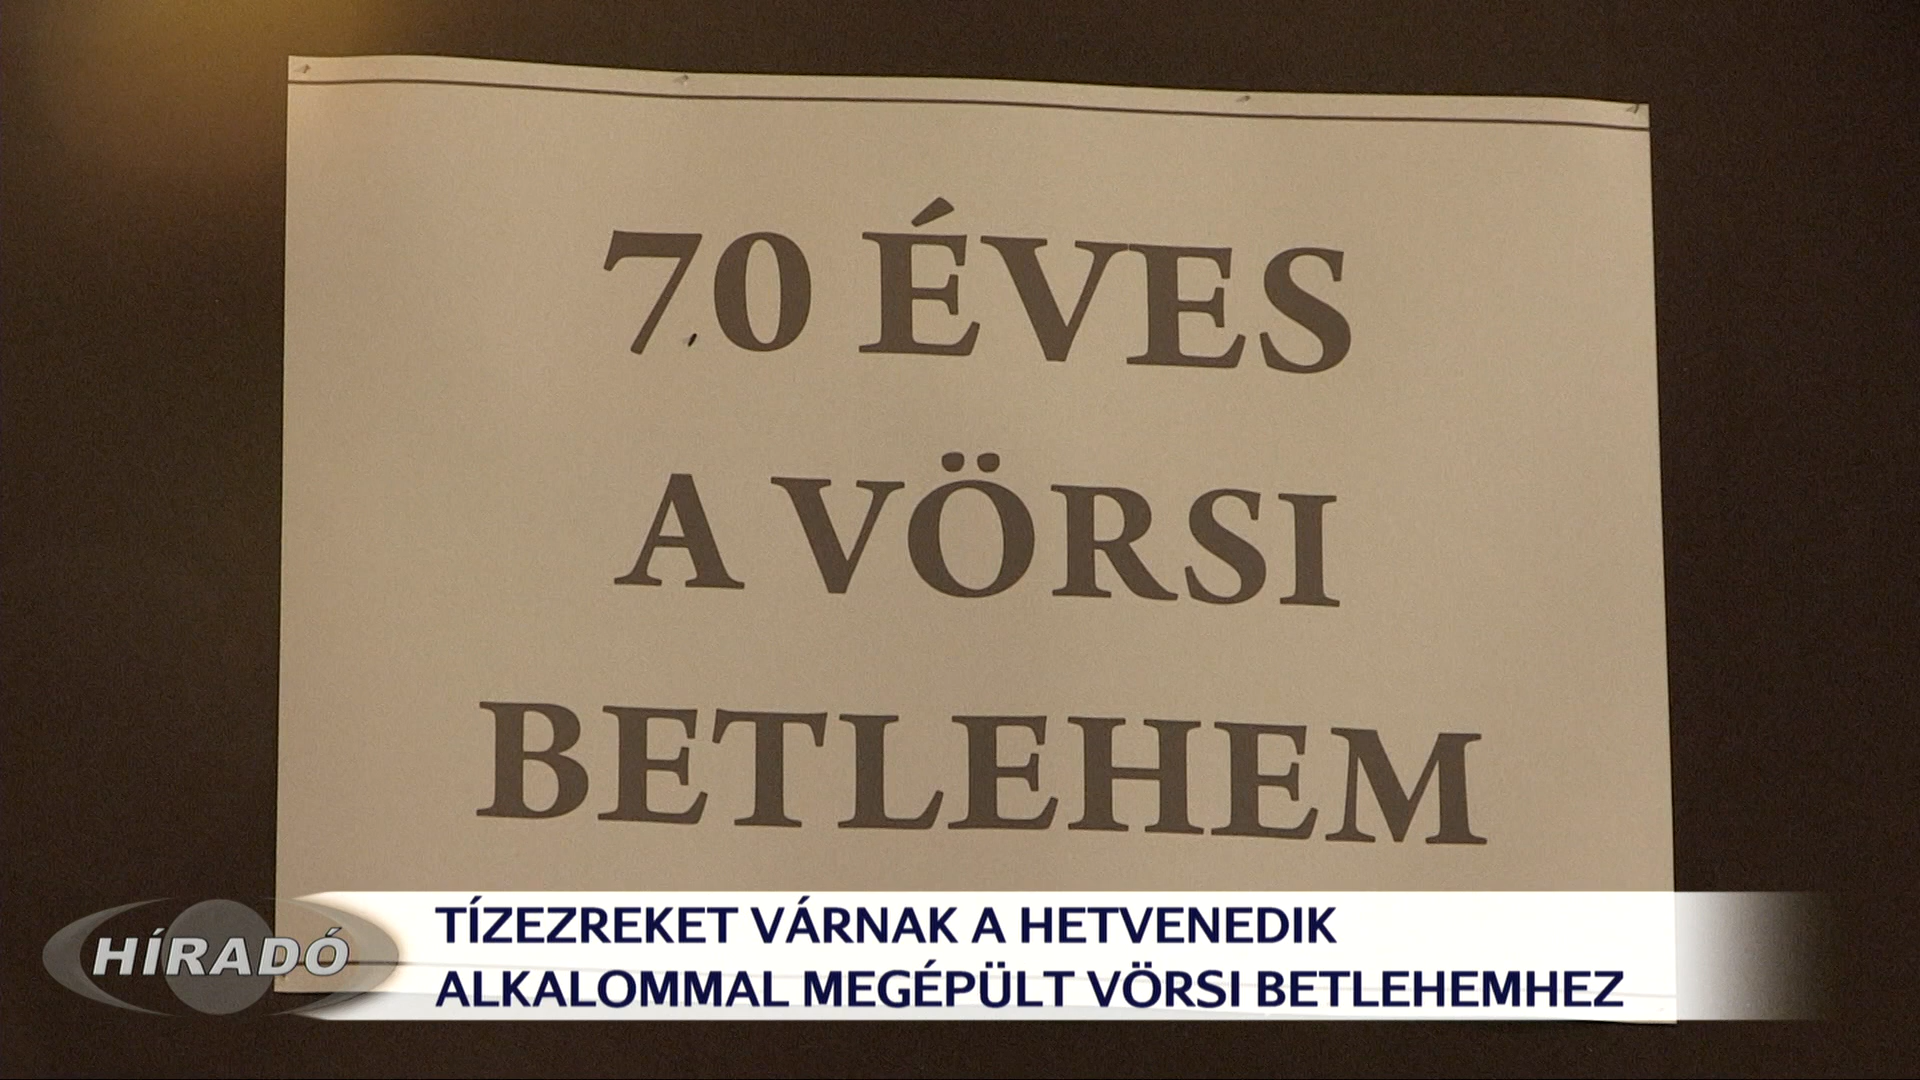 70 ÉVES
A VÖRSI
BETLEHEM
HÍRADÓ
TÍZEZREKET VÁRNAK A HETVENEDIK
ALKALOMMAL MEGÉPÜLT VÖRSI BETLEHEMHEZ